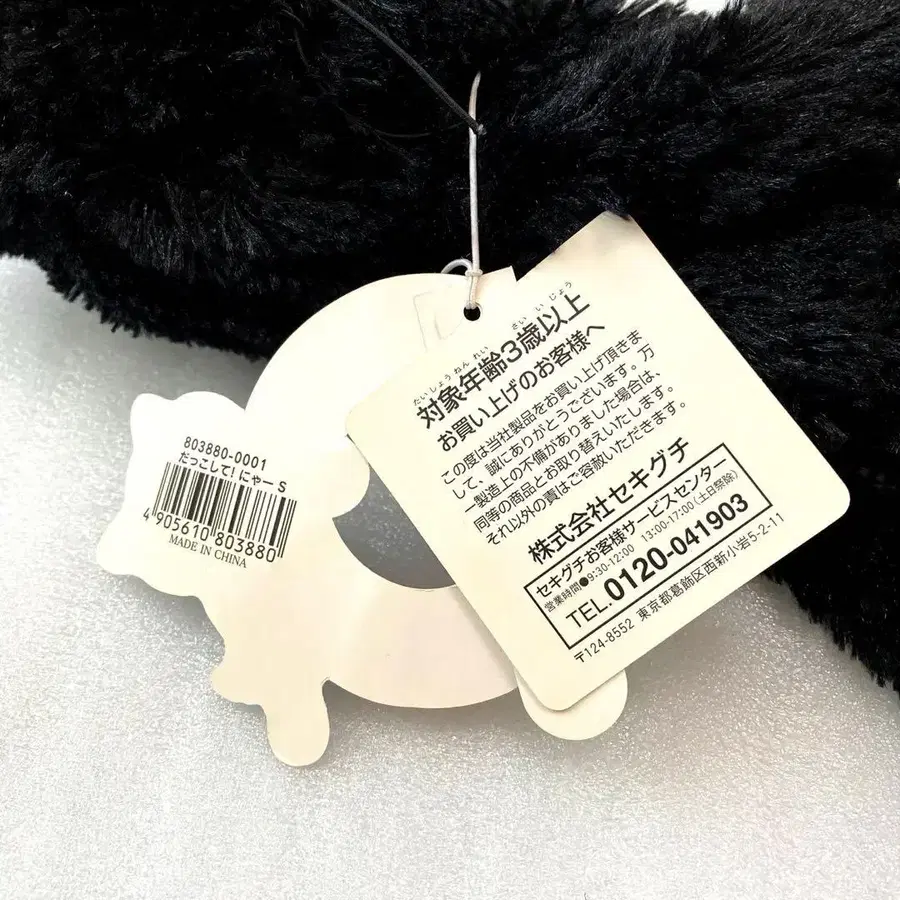 803880-0001
だっこして!にゃー S
4 905610 803880
MADE IN CHINA
たいしょう ねん れい さい い じょう
対象年齢3歳以上
お買い上げのお客様へ
この度は当社製品をお買い上げ頂きま
して、誠にありがとうございます。万
一製造上の不備がありました場合は、
同等の商品とお取り替えいたします。
それ以外の責はご容赦いただきます。
株式会社セキグチ
セキグチお客様サービスセンター
営業時間●9:30-12:00 13:00-17:00(土日祭除)
TEL.0120-041903
〒124-8552 東京都葛飾区西新小岩5-2-11